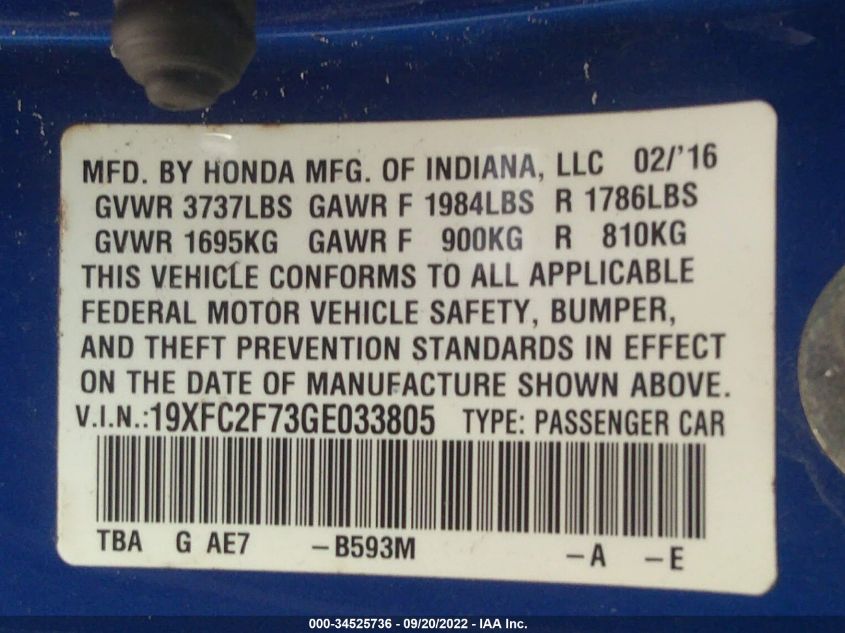 MFD. BY HONDA MFG. OF INDIANA, LLC 02/'16
GVWR 3737LBS GAWR F 1984LBS R 1786LBS
GVWR 1695KG GAWR F 900KG R 810KG
THIS VEHICLE CONFORMS TO ALL APPLICABLE
FEDERAL MOTOR VEHICLE SAFETY, BUMPER,
AND THEFT PREVENTION STANDARDS IN EFFECT
ON THE DATE OF MANUFACTURE SHOWN ABOVE.
V.I.N.:19XFC2F73GE033805 TYPE: PASSENGER CAR
TBA G AE7 -B593M -A -E
000-34525736 - 09/20/2022 - IAA Inc.